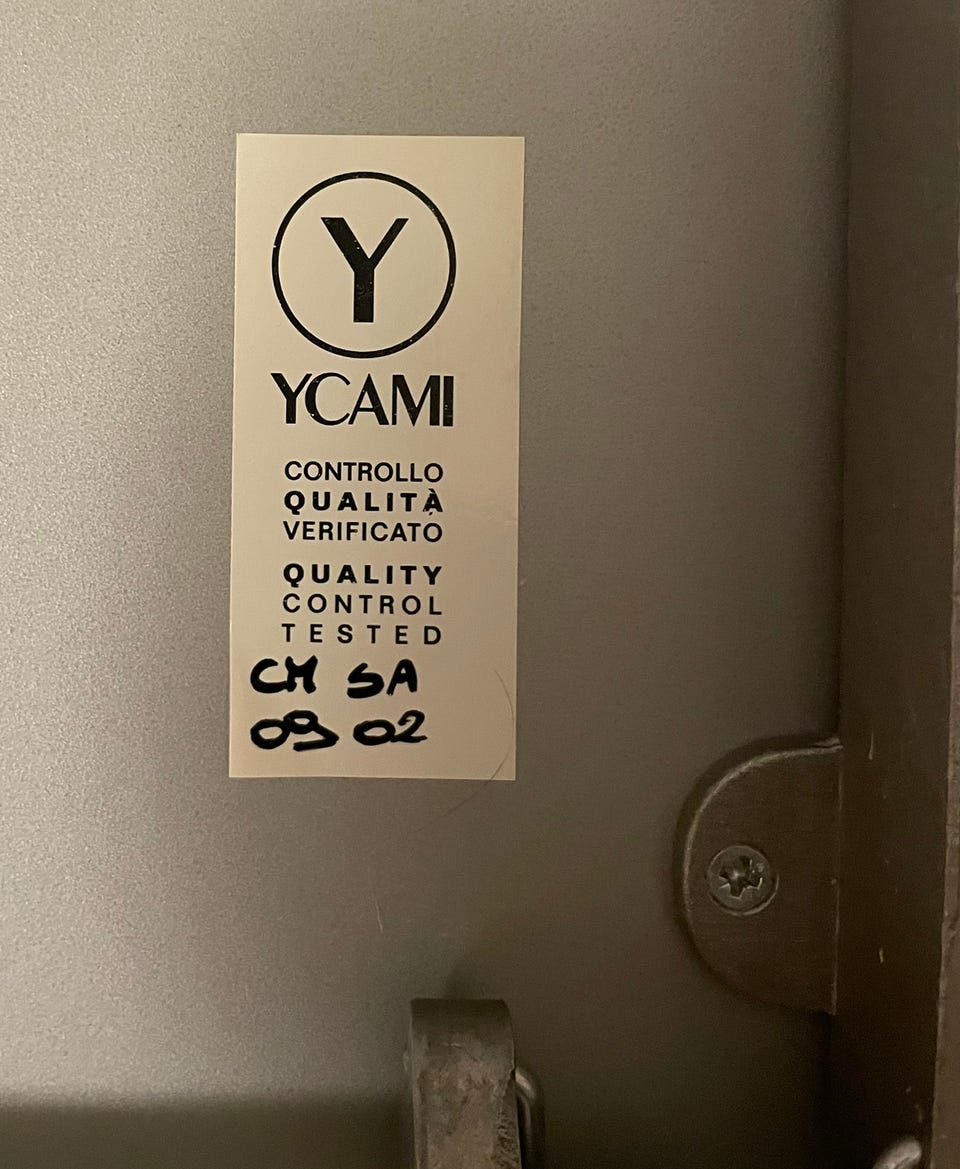 Y
YCAMI
CONTROLLO
QUALITÀ
VERIFICATO
QUALITY
CONTROL
TESTED
CM SA
09 02